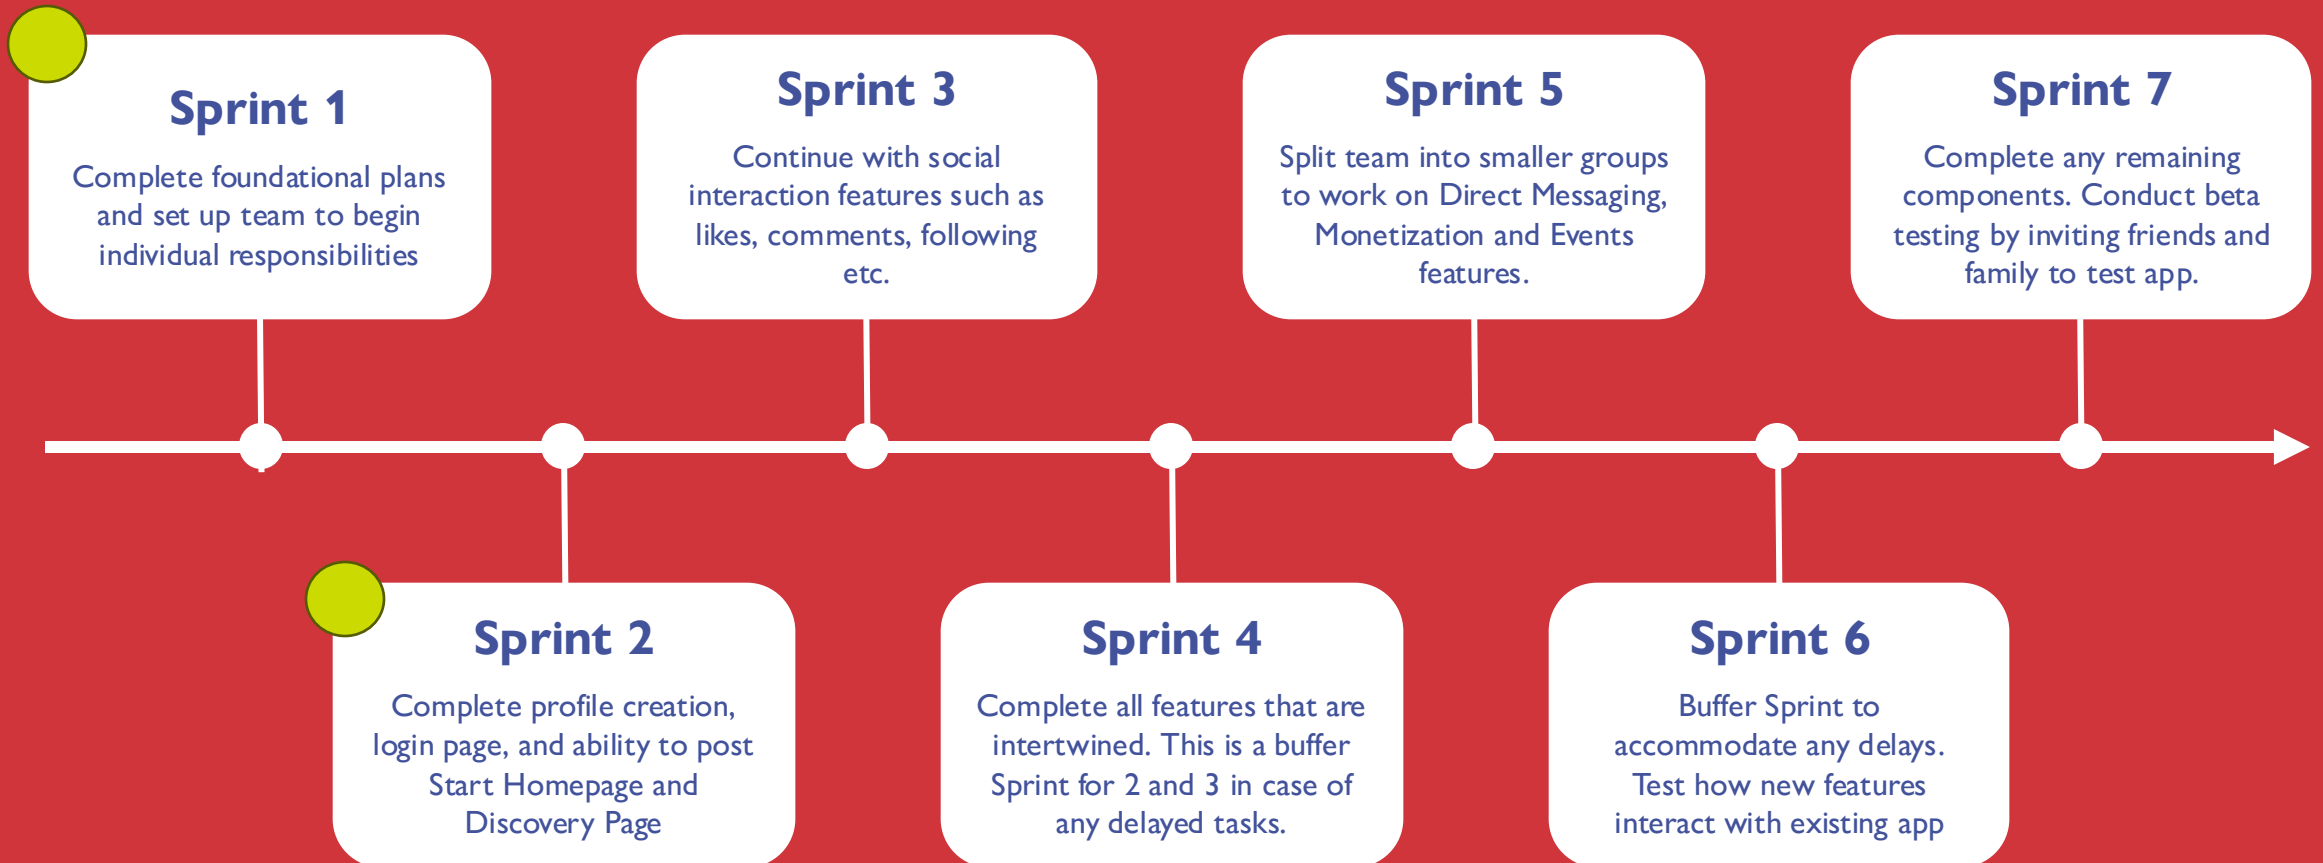 Sprint 1
Complete foundational plans
and set up team to begin
individual responsibilities
Sprint 2
Complete profile creation,
login page, and ability to post
Start Homepage and
Discovery Page
Sprint 3
Continue with social
interaction features such as
likes, comments, following
etc.
Sprint 4
Complete all features that are
intertwined. This is a buffer
Sprint for 2 and 3 in case of
any delayed tasks.
Sprint 5
Split team into smaller groups
to work on Direct Messaging,
Monetization and Events
features.
Sprint 6
Buffer Sprint to
accommodate any delays.
Test how new features
interact with existing app
Sprint 7
Complete any remaining
components. Conduct beta
testing by inviting friends and
family to test app.